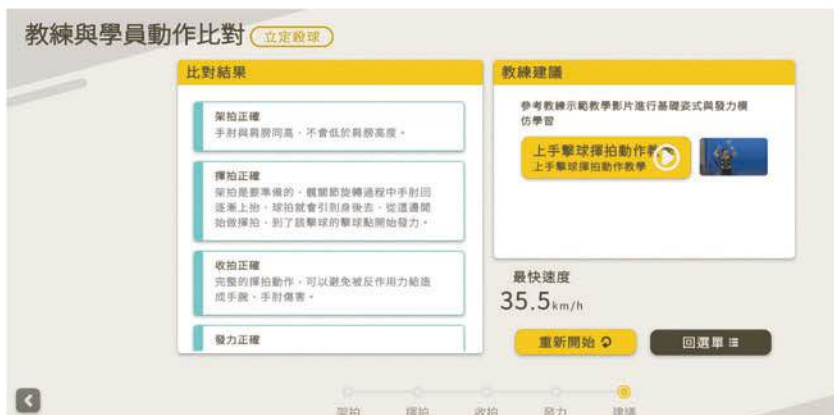 教練與學員動作比對 立定殺球
比對結果
架拍正確
手肘與肩膀同高，不會低於肩膀高度。
揮拍正確
架拍是要準備的，髖關節旋轉過程中手肘回
逐漸上抬，球拍就會引到身後去，從這邊開
始做揮拍，到了該擊球的擊球點開始發力。
收拍正確
完整的揮拍動作，可以避免被反作用力給造
成手腕、手肘傷害。
發力正確
教練建議
參考教練示範教學影片進行基礎姿式與發力模
仿學習
上手擊球揮拍動作教
上手擊球揮拍動作教學
最快速度
35.5km/h
重新開始
回選單
架拍 揮拍 收拍 發力 建議